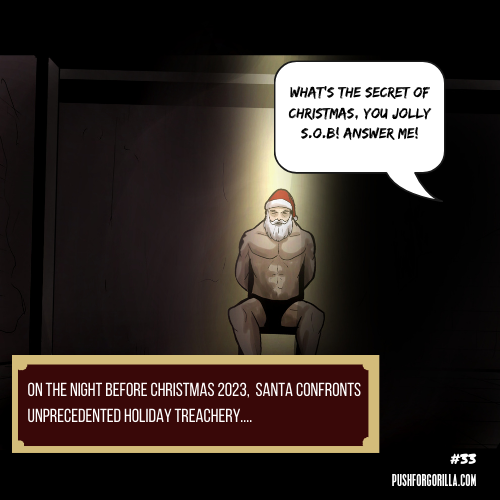 WHAT'S THE SECRET OF
CHRISTMAS, YOU JOLLY
S.O.B! ANSWER ME!
ON THE NIGHT BEFORE CHRISTMAS 2023, SANTA CONFRONTS
UNPRECEDENTED HOLIDAY TREACHERY....
#33
PUSHFORGORILLA.COM